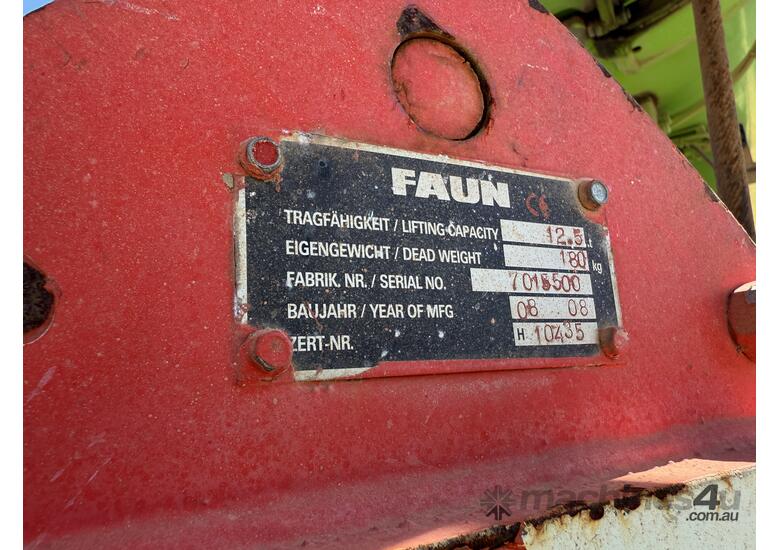 FAUN
CE
TRAGFÄHIGKEIT / LIFTING CAPACITY 12.5 t
EIGENGEWICHT / DEAD WEIGHT 180 kg
FABRIK. NR. / SERIAL NO. 7015500
BAUJAHR / YEAR OF MFG 08 08
ZERT-NR. H 10435
machines4u
.com.au